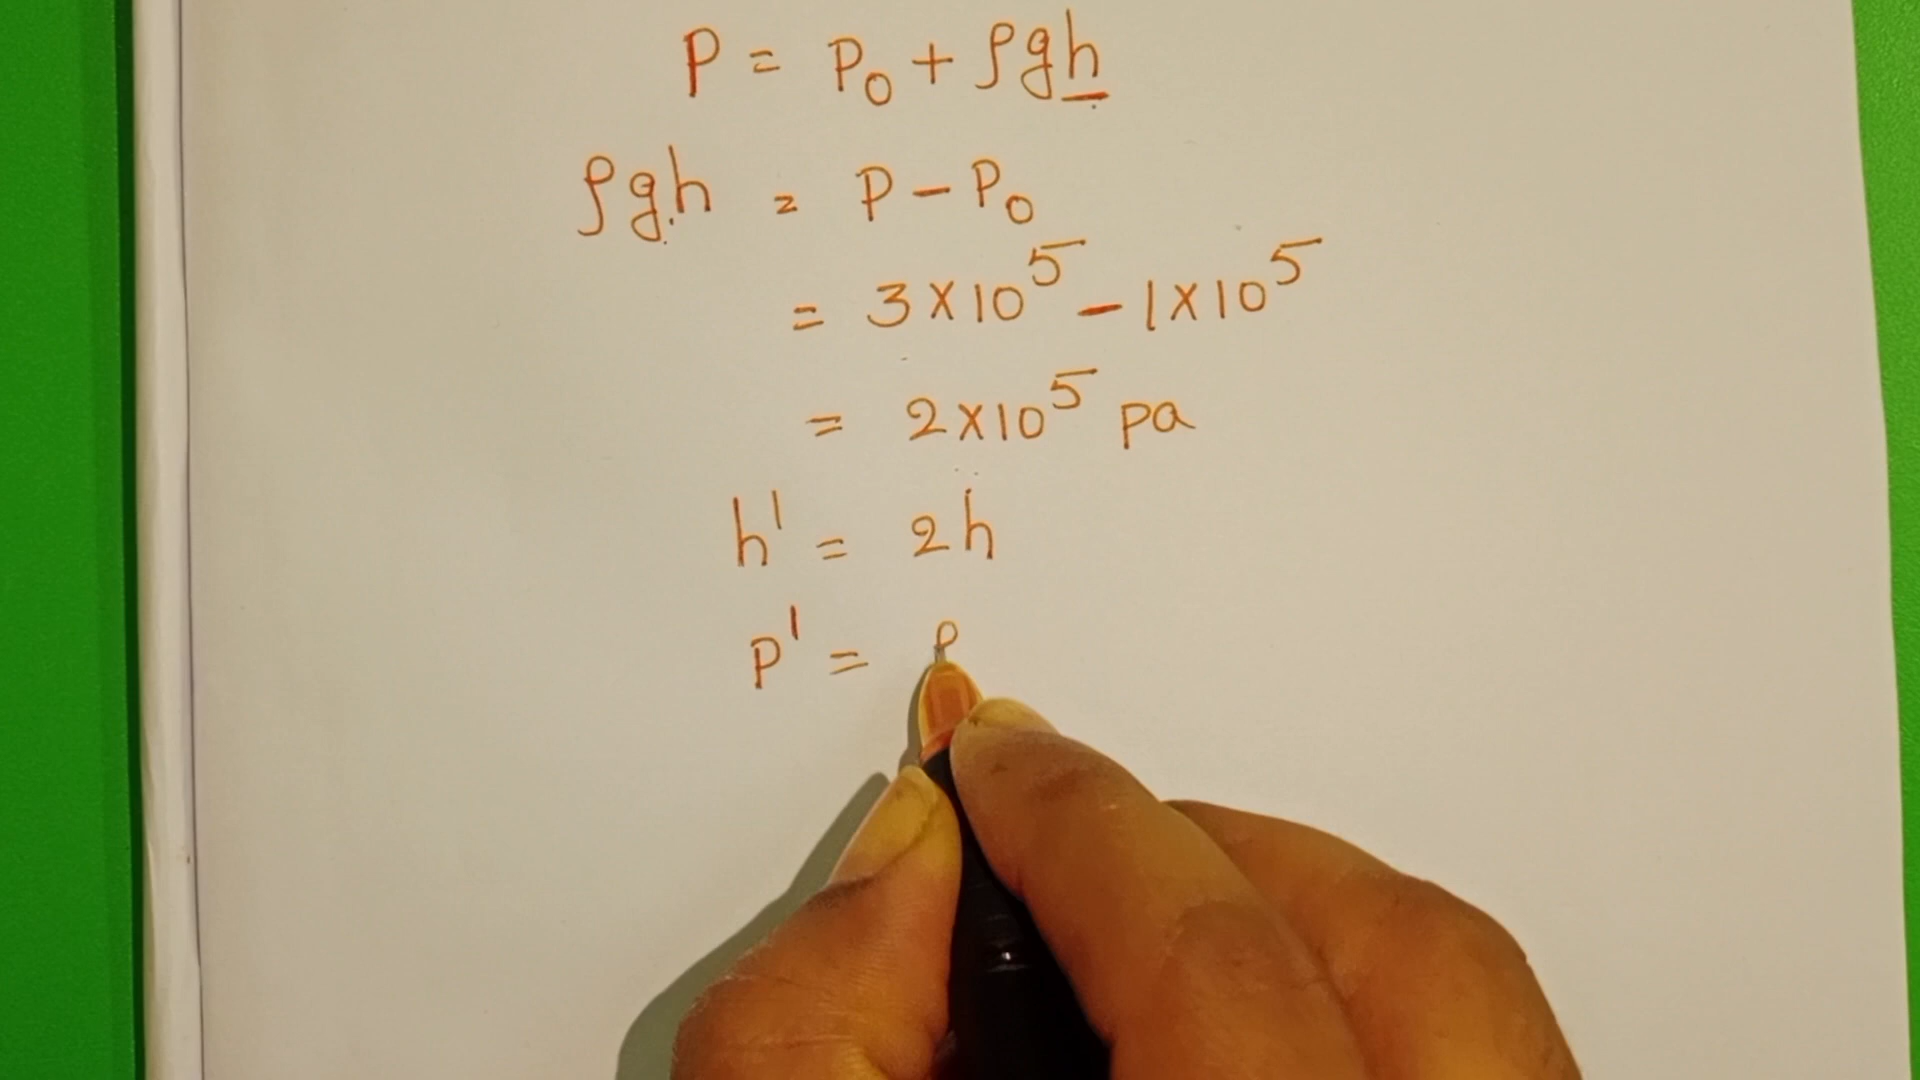 P = P₀ + ρgh
ρgh = P - P₀
= 3×10⁵ - 1×10⁵
= 2×10⁵ pa
h' = 2h
P' = P